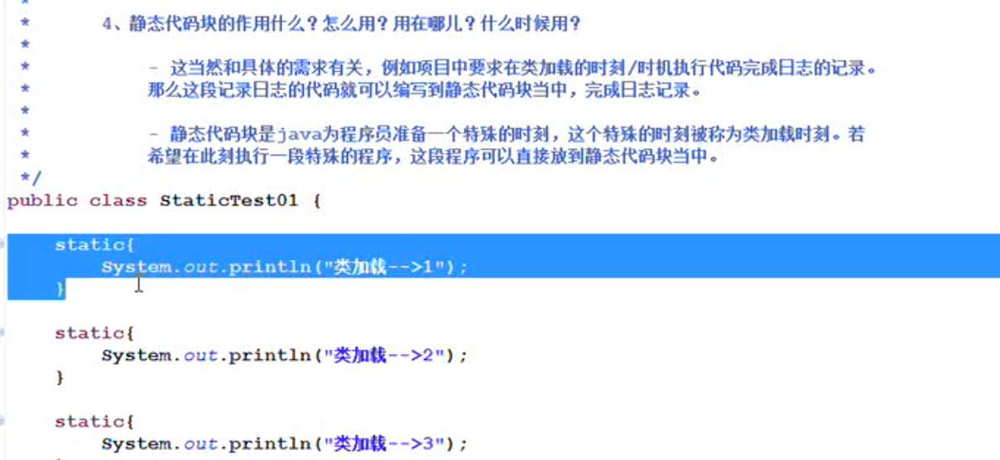 *
* 4、静态代码块的作用什么？怎么用？用在哪儿？什么时候用？
*
* - 这当然和具体的需求有关，例如项目中要求在类加载的时刻/时机执行代码完成日志的记录。
* 那么这段记录日志的代码就可以编写到静态代码块当中，完成日志记录。
*
* - 静态代码块是java为程序员准备一个特殊的时刻，这个特殊的时刻被称为类加载时刻。若
* 希望在此刻执行一段特殊的程序，这段程序可以直接放到静态代码块当中。
*/
public class StaticTest01 {
static{
System.out.println("类加载-->1");
}
static{
System.out.println("类加载-->2");
}
static{
System.out.println("类加载-->3");